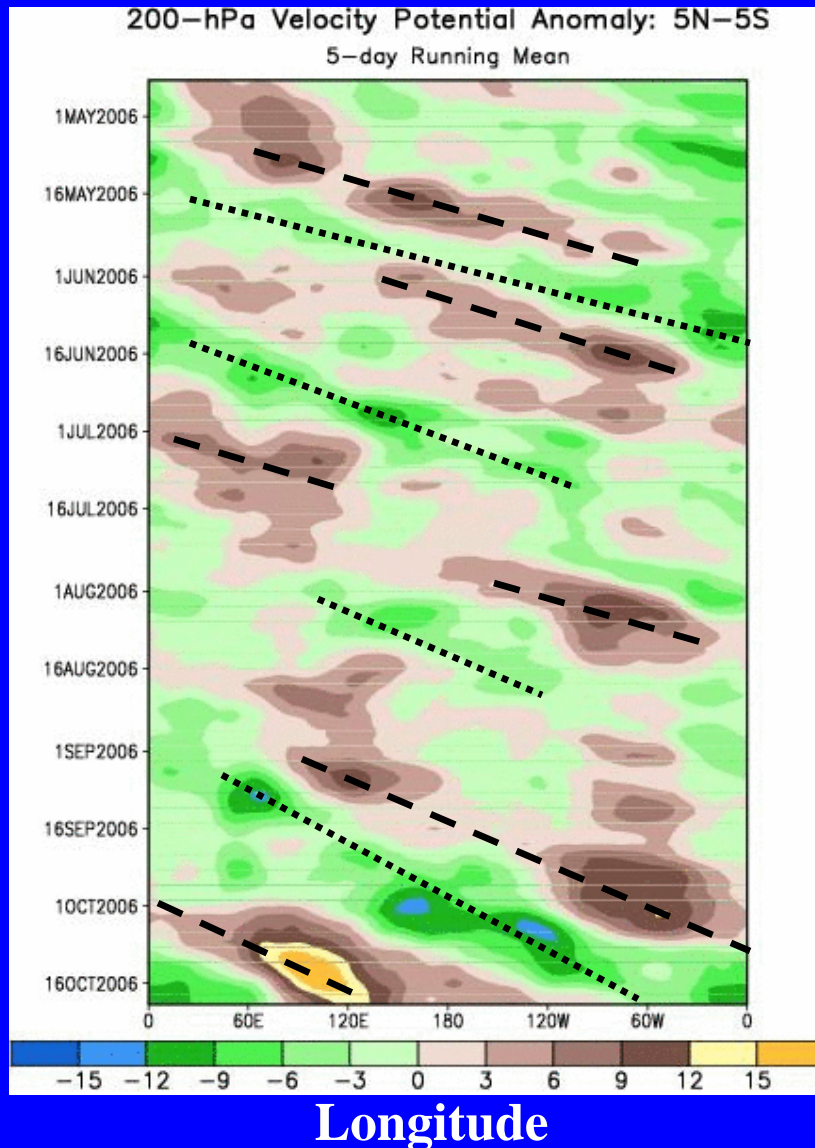 200-hPa Velocity Potential Anomaly: 5N-5S
5-day Running Mean
1MAY2006
16MAY2006
1JUN2006
16JUN2006
1JUL2006
16JUL2006
1AUG2006
16AUG2006
1SEP2006
16SEP2006
1OCT2006
16OCT2006
0 60E 120E 180 120W 60W 0
-15 -12 -9 -6 -3 0 3 6 9 12 15
Longitude